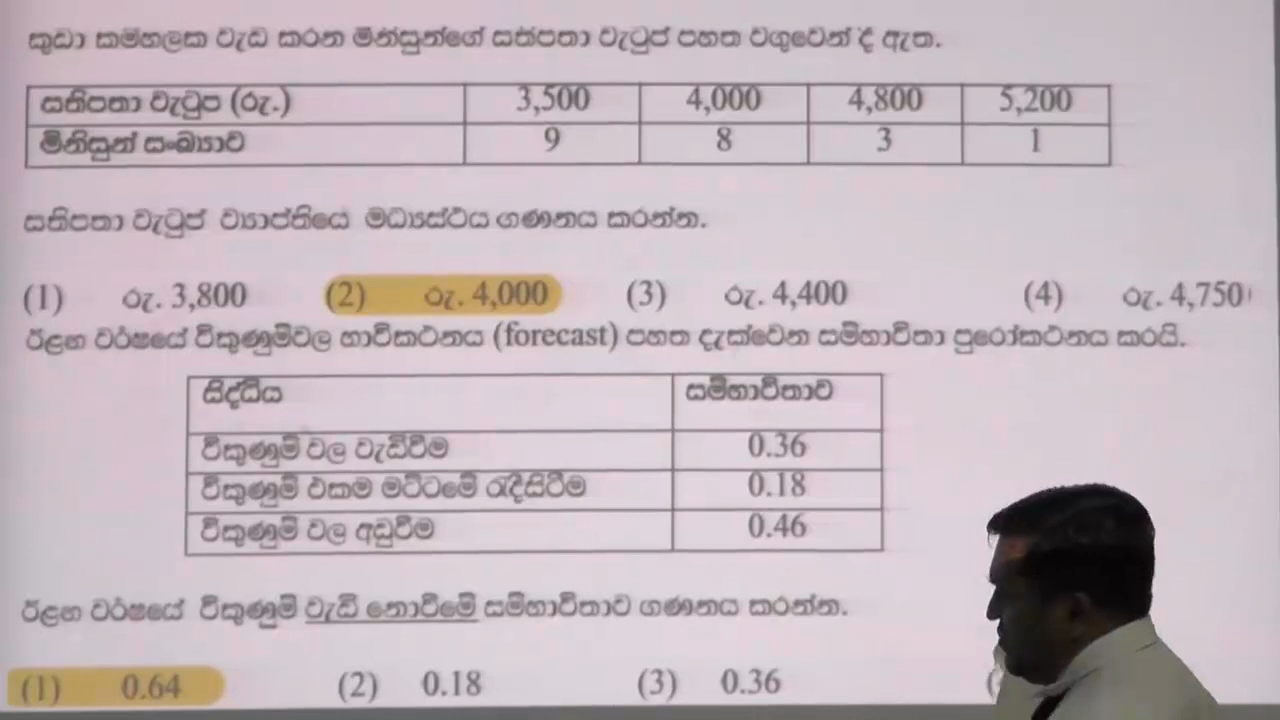 කුඩා කම්හලක වැඩ කරන මිනිසුන්ගේ සතිපතා වැටුප් පහත වගුවෙන් දී ඇත.
සතිපතා වැටුප (රු.) 3,500 4,000 4,800 5,200
මිනිසුන් සංඛ්‍යාව 9 8 3 1
සතිපතා වැටුප් ව්‍යාප්තියේ මධ්‍යස්ථය ගණනය කරන්න.
(1) රු. 3,800 (2) රු. 4,000 (3) රු. 4,400 (4) රු. 4,750
ඊළඟ වර්ෂයේ විකුණුම්වල භාවිකථනය (forecast) පහත දැක්වෙන සම්භාවිතා පුරෝකථනය කරයි.
සිද්ධිය සම්භාවිතාව
විකුණුම් වල වැඩිවීම 0.36
විකුණුම් එකම මට්ටමේ රැඳීසිටීම 0.18
විකුණුම් වල අඩුවීම 0.46
ඊළඟ වර්ෂයේ විකුණුම් වැඩි නොවීමේ සම්භාවිතාව ගණනය කරන්න.
(1) 0.64 (2) 0.18 (3) 0.36